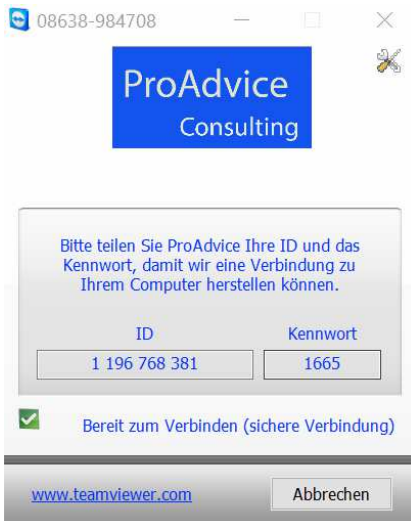 08638-984708
ProAdvice
Consulting
Bitte teilen Sie ProAdvice Ihre ID und das
Kennwort, damit wir eine Verbindung zu
Ihrem Computer herstellen können.
ID Kennwort
1 196 768 381 1665
Bereit zum Verbinden (sichere Verbindung)
www.teamviewer.com Abbrechen